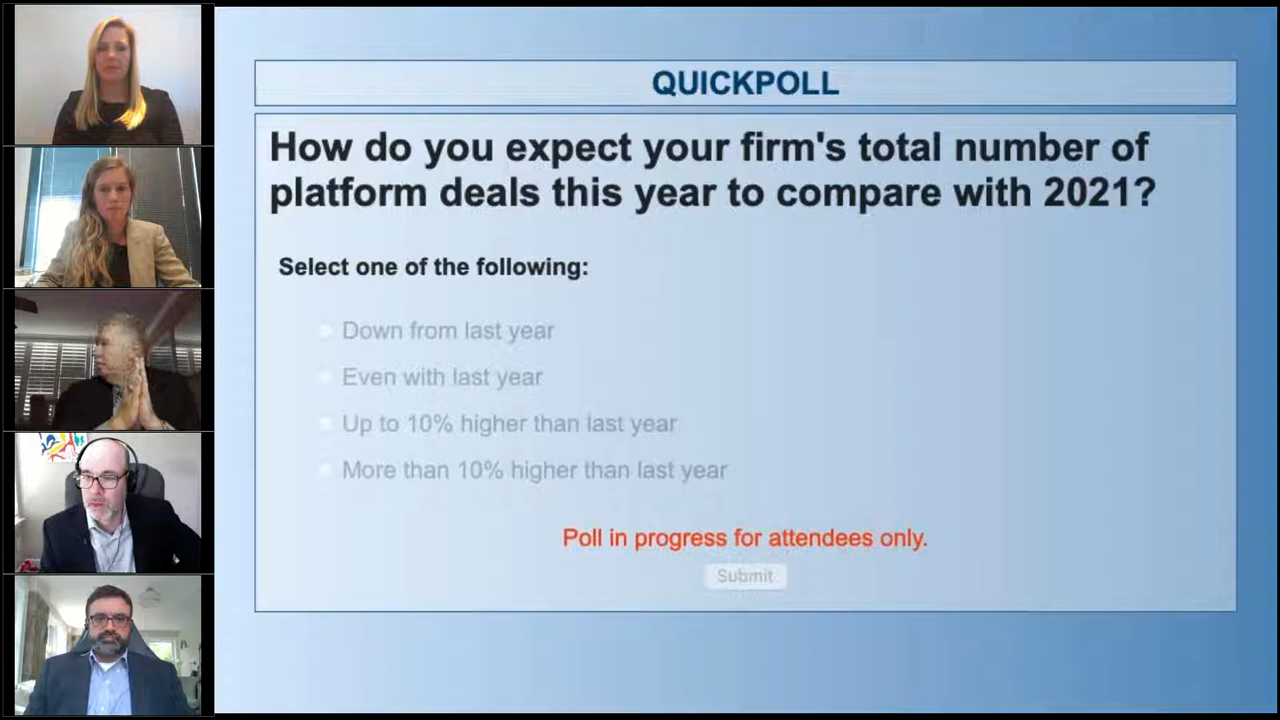 QUICKPOLL
How do you expect your firm's total number of
platform deals this year to compare with 2021?
Select one of the following:
Down from last year
Even with last year
Up to 10% higher than last year
More than 10% higher than last year
Poll in progress for attendees only.
Submit